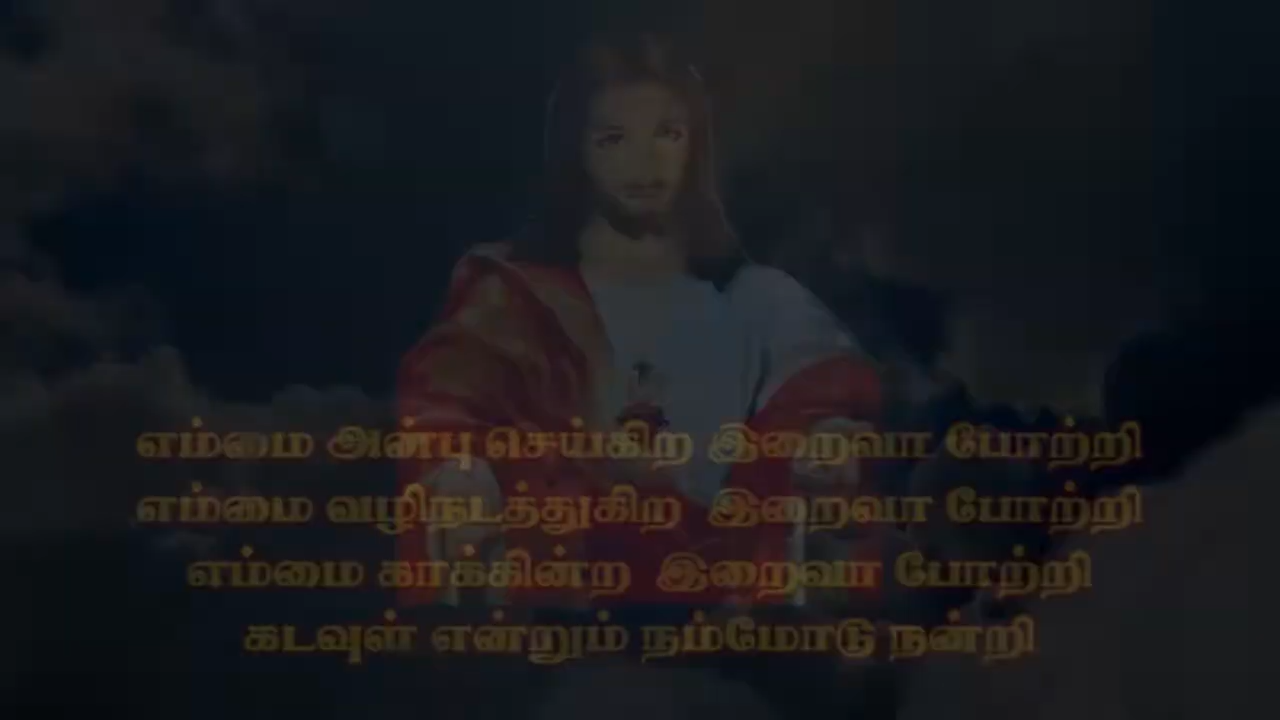 எம்மை அன்பு செய்கிற இறைவா போற்றி
எம்மை வழிநடத்துகிற இறைவா போற்றி
எம்மை காக்கின்ற இறைவா போற்றி
கடவுள் என்றும் நம்மோடு நன்றி